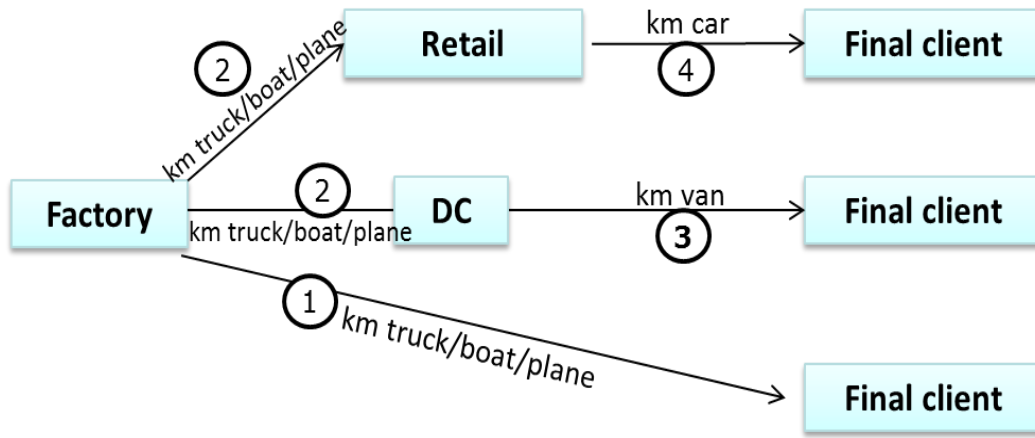 Retail
km car
Final client
2
4
km truck/boat/plane
Factory
2
km truck/boat/plane
DC
km van
3
Final client
1
km truck/boat/plane
Final client